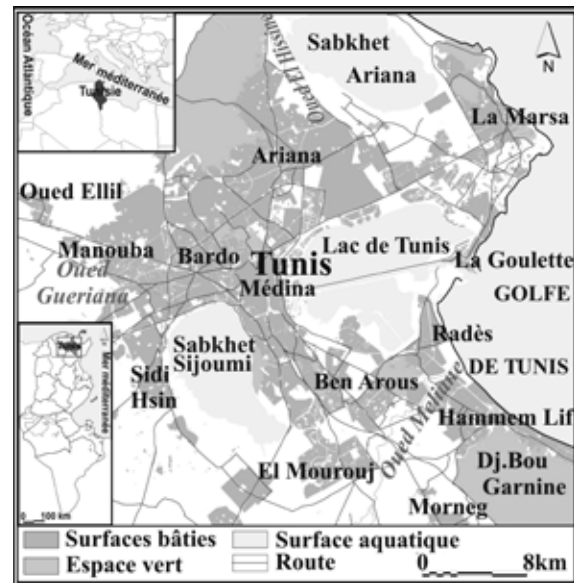 Océan Atlantique
Mer méditerranée
Tunisie
Oued El Hissine
Sabkhet
Ariana
N
La Marsa
Ariana
Oued Ellil
Manouba
Bardo
Lac de Tunis
Tunis
Oued
Gueriana
Médina
La Goulette
GOLFE
Sabkhet
Sijoumi
Radès
DE TUNIS
Mer méditerranée
Sidi
Hsin
Ben Arous
Oued Meliane
Hammem Lif
El Mourouj
Dj.Bou
Garnine
Morneg
0 100 km
Surfaces bâties
Surface aquatique
Espace vert
Route
0 8km